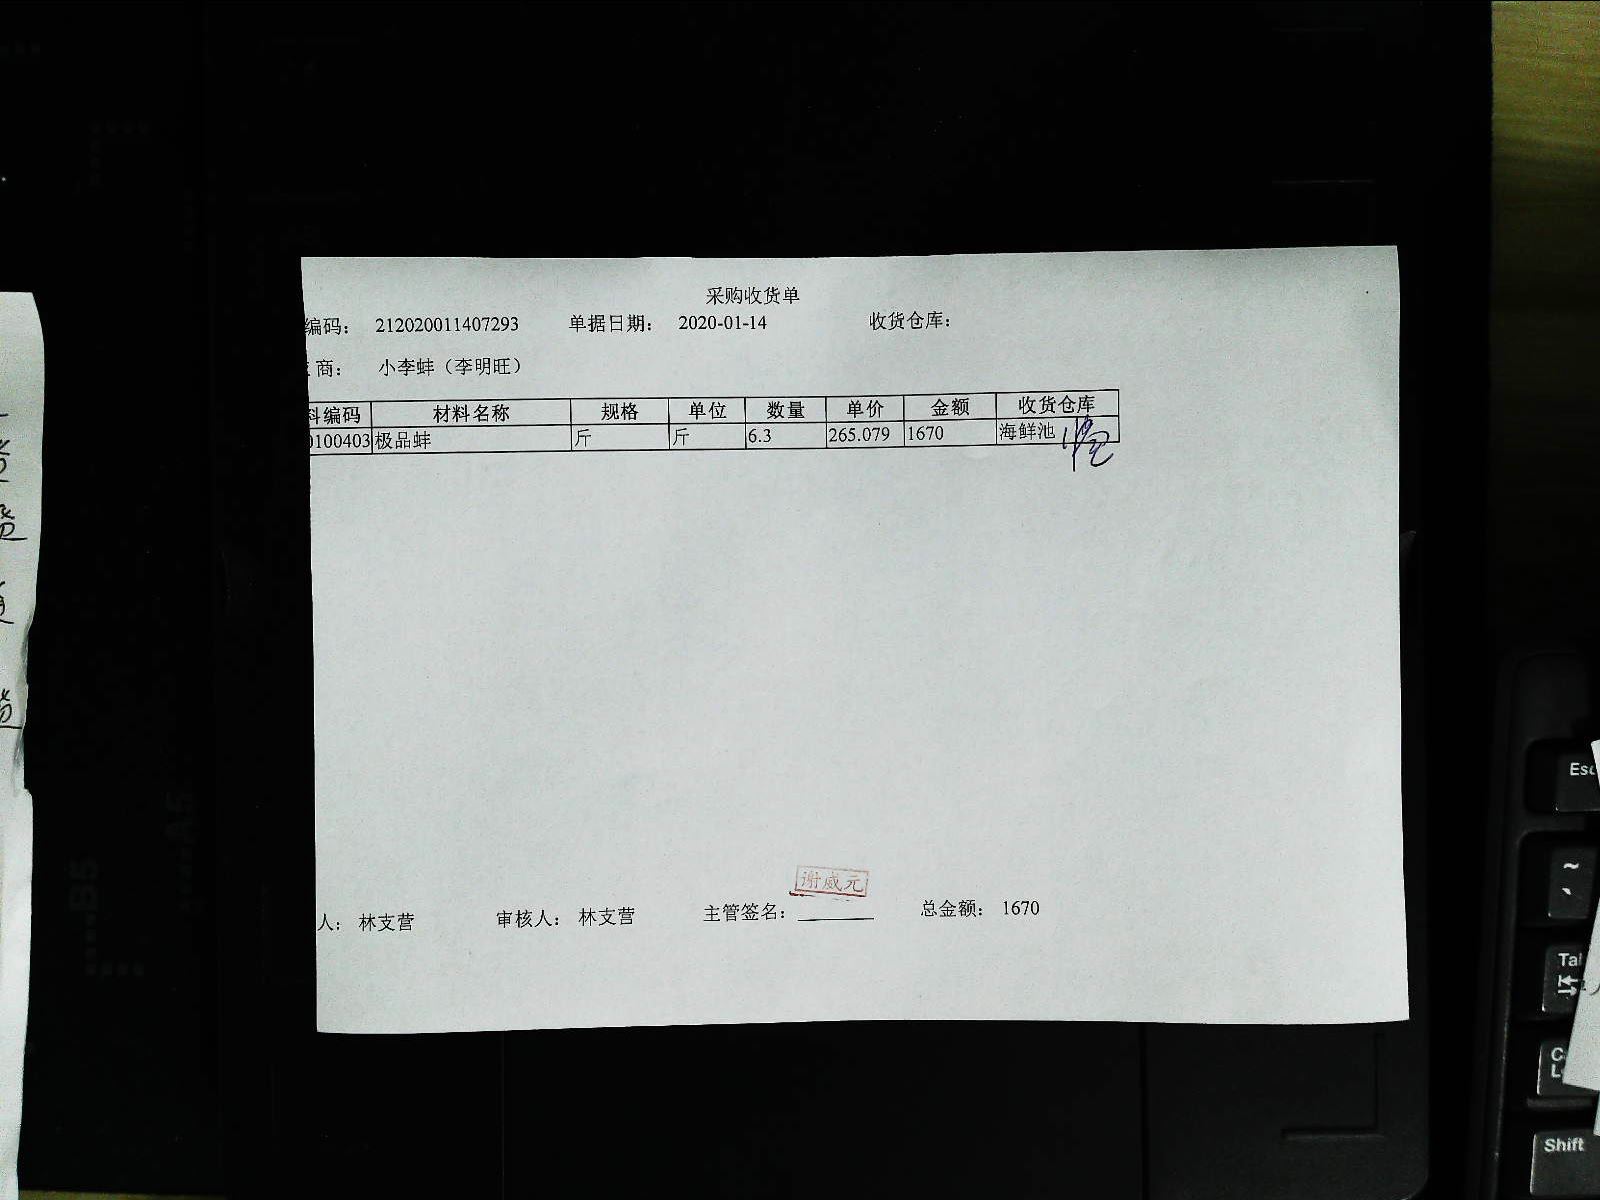 采购收货单
编码： 212020011407293 单据日期： 2020-01-14 收货仓库：
商： 小李蚌（李明旺）
料编码 材料名称 规格 单位 数量 单价 金额 收货仓库
0100403 极品蚌 斤 斤 6.3 265.079 1670 海鲜池
谢威元
人： 林支营 审核人： 林支营 主管签名： 总金额： 1670
B5
A5
Esc
~
Tab
Shift